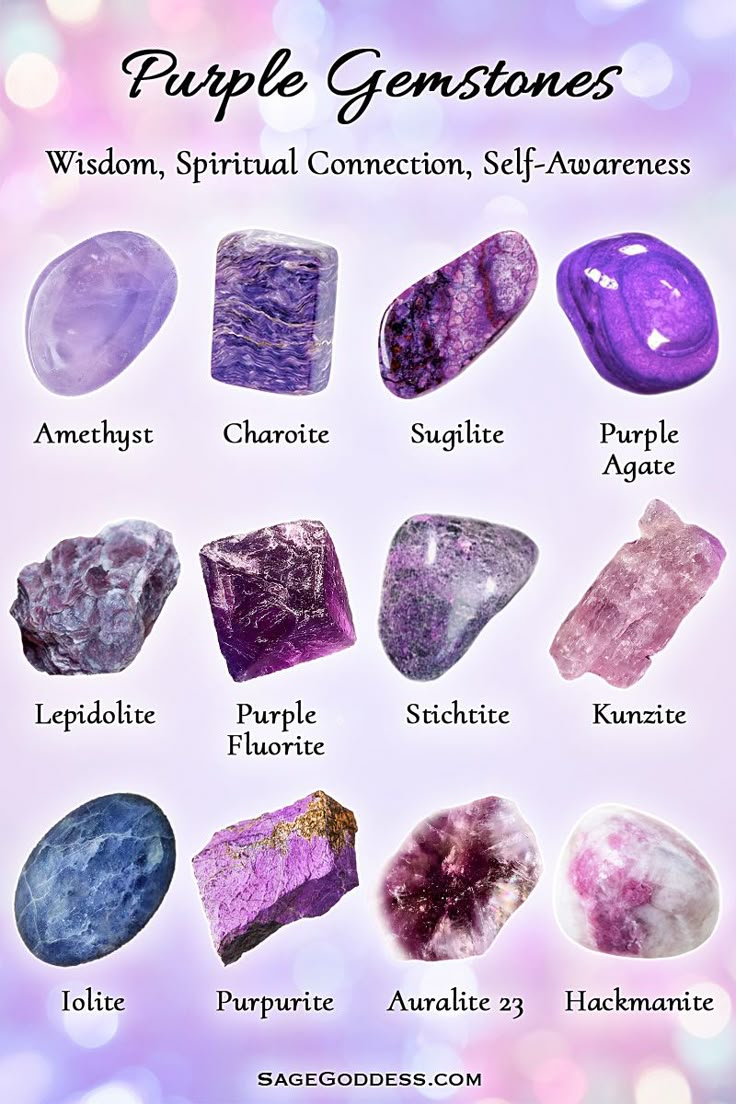 Purple Gemstones
Wisdom, Spiritual Connection, Self-Awareness
Amethyst
Charoite
Sugilite
Purple
Agate
Lepidolite
Purple
Fluorite
Stichtite
Kunzite
Iolite
Purpurite
Auralite 23
Hackmanite
SAGEGODDESS.COM